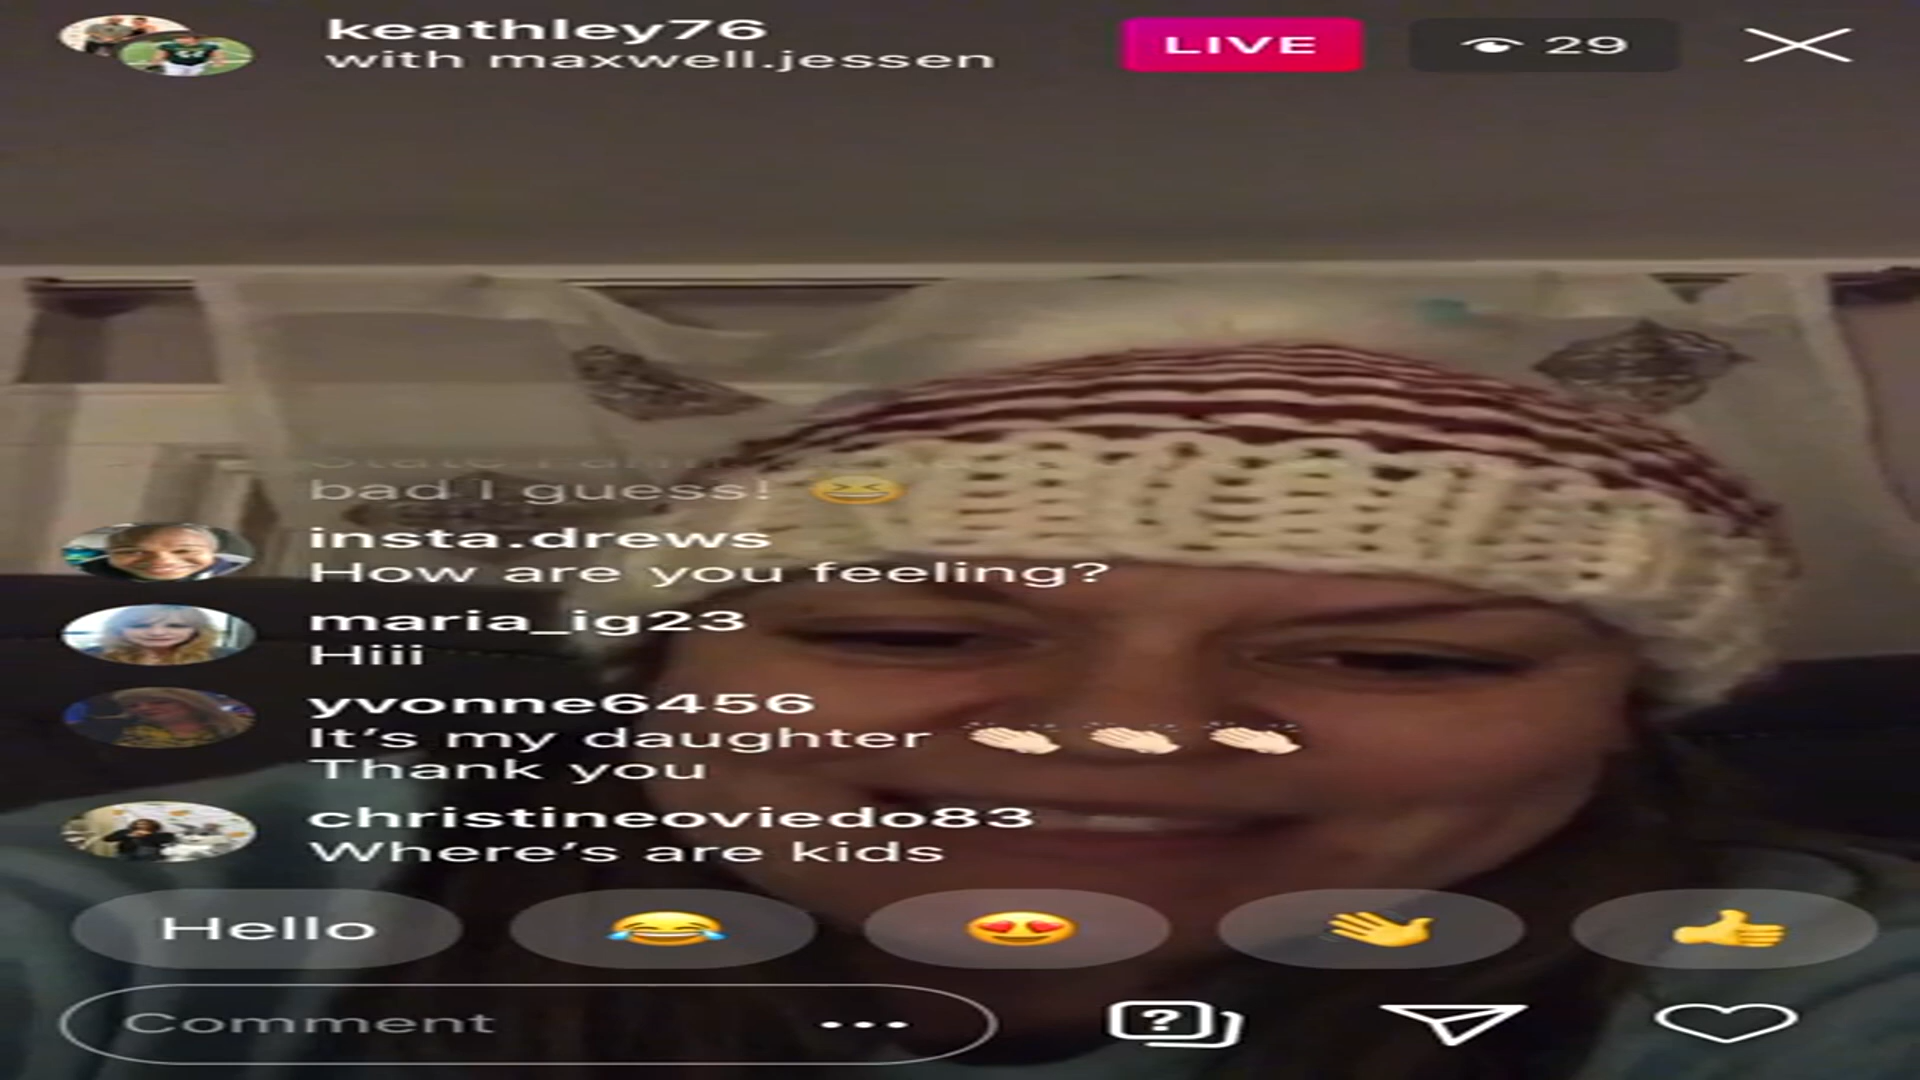 keathley76
with maxwell.jessen
LIVE
29
bad I guess! 😆
insta.drews
How are you feeling?
maria_ig23
Hiii
yvonne6456
It's my daughter 👏🏻 👏🏻 👏🏻
Thank you
christineoviedo83
Where's are kids
Hello 😂 😍 👋 👍
Comment